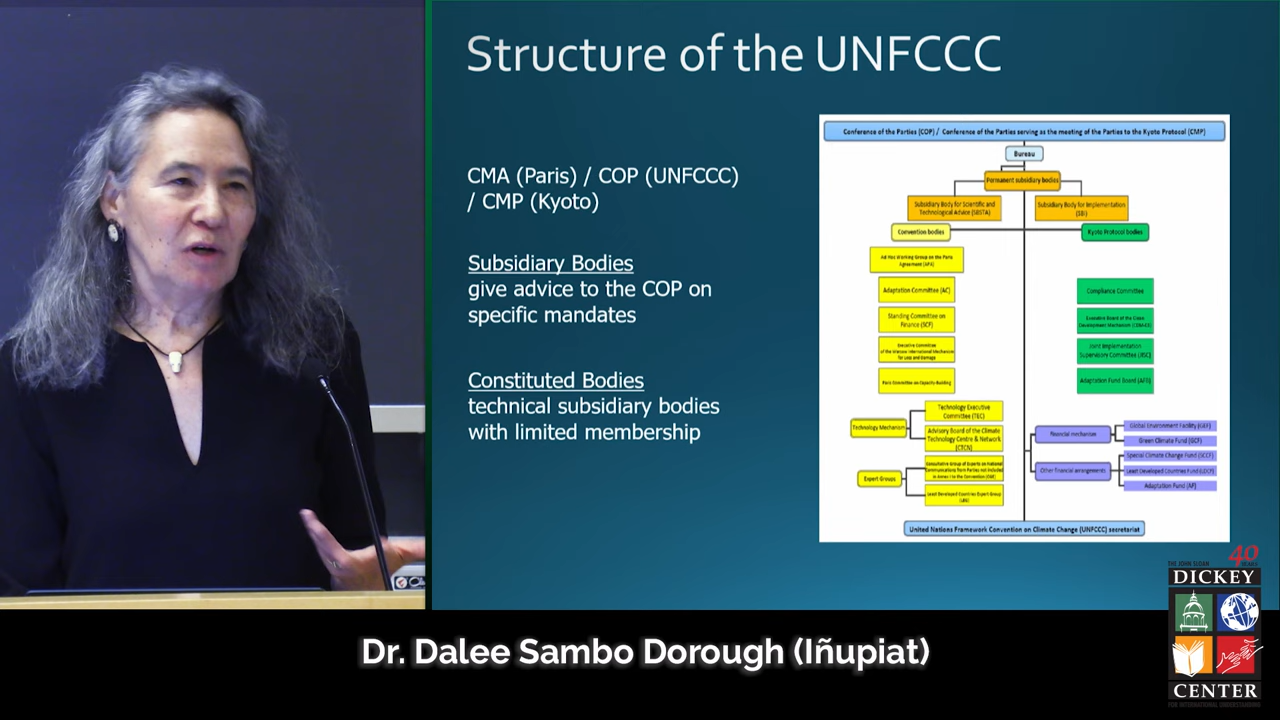 Structure of the UNFCCC
CMA (Paris) / COP (UNFCCC)
/ CMP (Kyoto)
Subsidiary Bodies
give advice to the COP on
specific mandates
Constituted Bodies
technical subsidiary bodies
with limited membership
Conference of the Parties (COP) / Conference of the Parties serving as the meeting of the Parties to the Kyoto Protocol (CMP)
Bureau
Permanent subsidiary bodies
Subsidiary Body for Scientific and
Technological Advice (SBSTA)
Subsidiary Body for Implementation
(SBI)
Convention bodies
Kyoto Protocol bodies
Ad Hoc Working Group on the Paris
Agreement (APA)
Adaptation Committee (AC)
Standing Committee on
Finance (SCF)
Executive Committee
of the Warsaw International Mechanism
for Loss and Damage
Paris Committee on Capacity-Building
Compliance Committee
Executive Board of the Clean
Development Mechanism
Joint Implementation
Supervisory Committee (JISC)
Adaptation Fund Board (AFB)
Technology Mechanism
Technology Executive
Committee (TEC)
Advisory Board of the Climate
Technology Centre & Network
(CTCN)
Expert Groups
Consultative Group of Experts on National
Communications from Parties not Included
in Annex I to the Convention (CGE)
Least Developed Countries Expert Group
(LEG)
Financial mechanism
Global Environment Facility (GEF)
Green Climate Fund (GCF)
Other financial arrangements
Special Climate Change Fund (SCCF)
Least Developed Countries Fund (LDCF)
Adaptation Fund (AF)
United Nations Framework Convention on Climate Change (UNFCCC) secretariat
40
YEARS
THE JOHN SLOAN
DICKEY
CENTER
FOR INTERNATIONAL UNDERSTANDING
Dr. Dalee Sambo Dorough (Iñupiat)